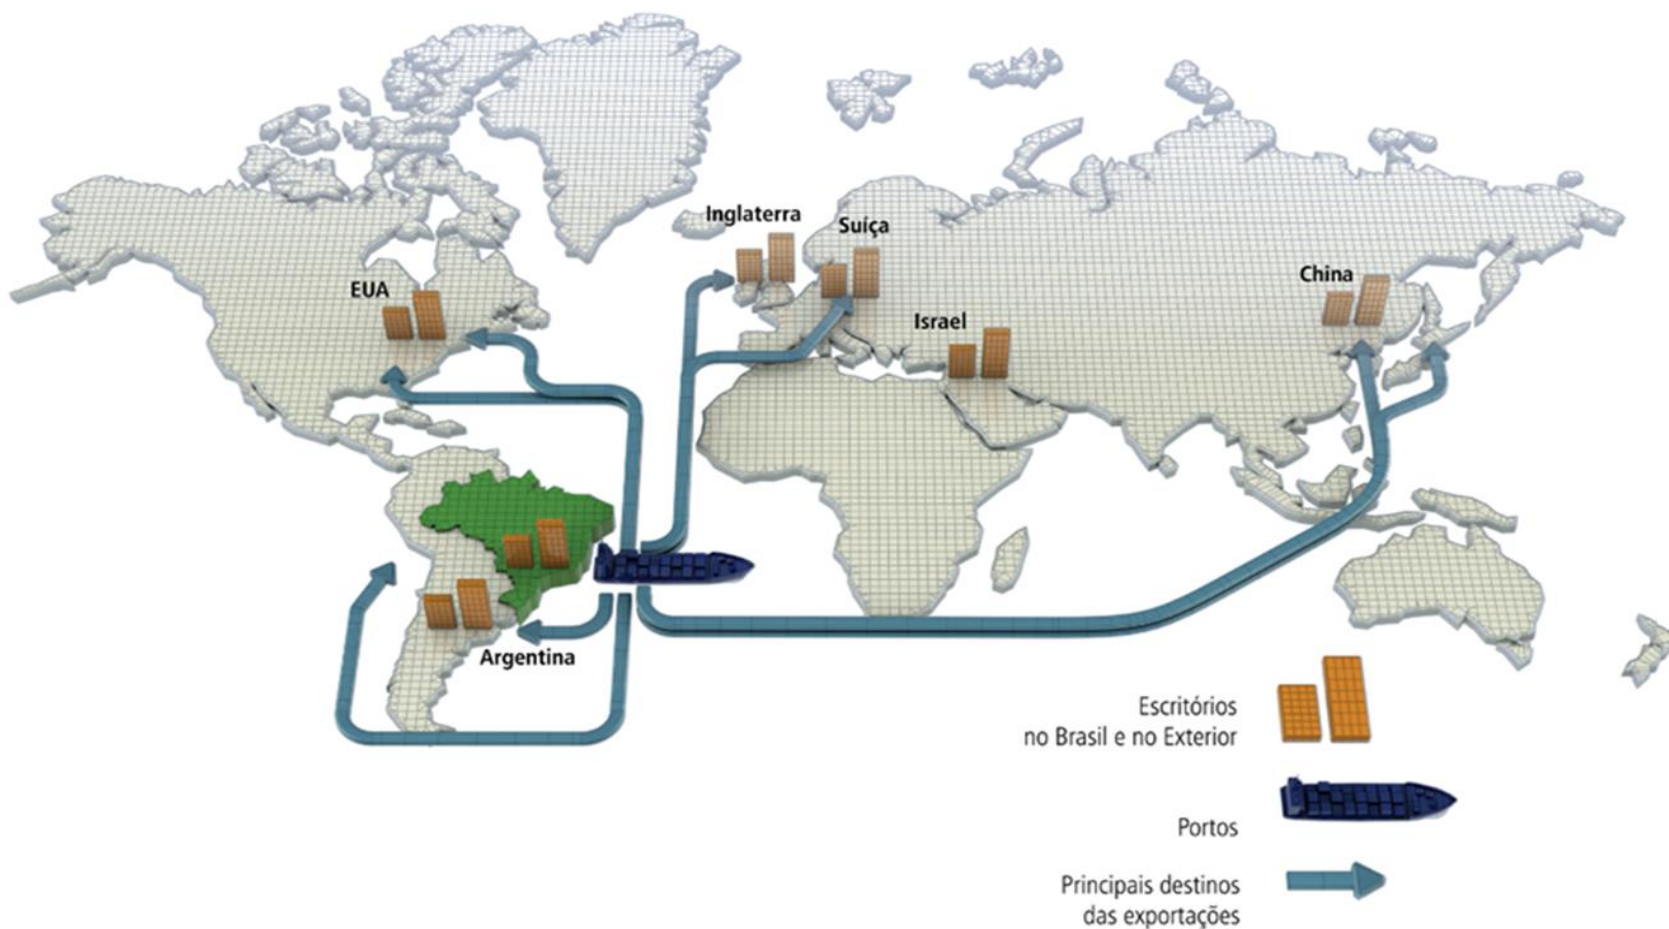 Inglaterra
Suíça
EUA
China
Israel
Argentina
Escritórios
no Brasil e no Exterior
Portos
Principais destinos
das exportações